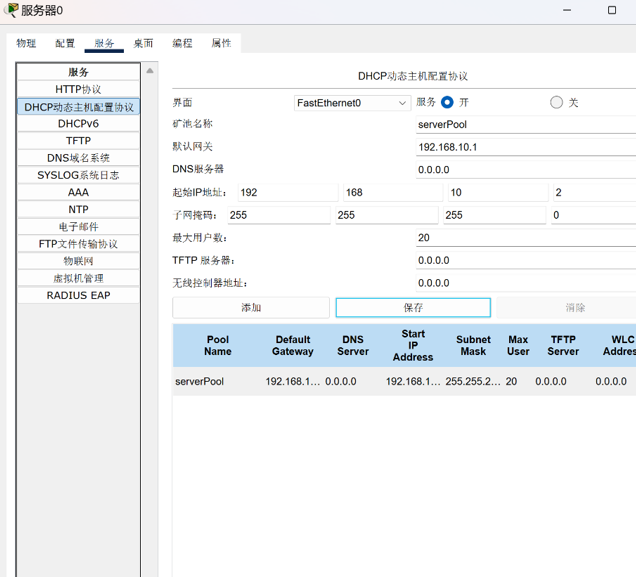 服务器0
物理 配置 服务 桌面 编程 属性
服务
HTTP协议
DHCP动态主机配置协议
DHCPv6
TFTP
DNS域名系统
SYSLOG系统日志
AAA
NTP
电子邮件
FTP文件传输协议
物联网
虚拟机管理
RADIUS EAP
DHCP动态主机配置协议
界面 FastEthernet0 服务 开 关
矿池名称 serverPool
默认网关 192.168.10.1
DNS服务器 0.0.0.0
起始IP地址: 192 168 10 2
子网掩码: 255 255 255 0
最大用户数: 20
TFTP 服务器: 0.0.0.0
无线控制器地址: 0.0.0.0
添加 保存 清除
Pool Name Default Gateway DNS Server Start IP Address Subnet Mask Max User TFTP Server WLC Addres
serverPool 192.168.1... 0.0.0.0 192.168.1... 255.255.2... 20 0.0.0.0 0.0.0.0